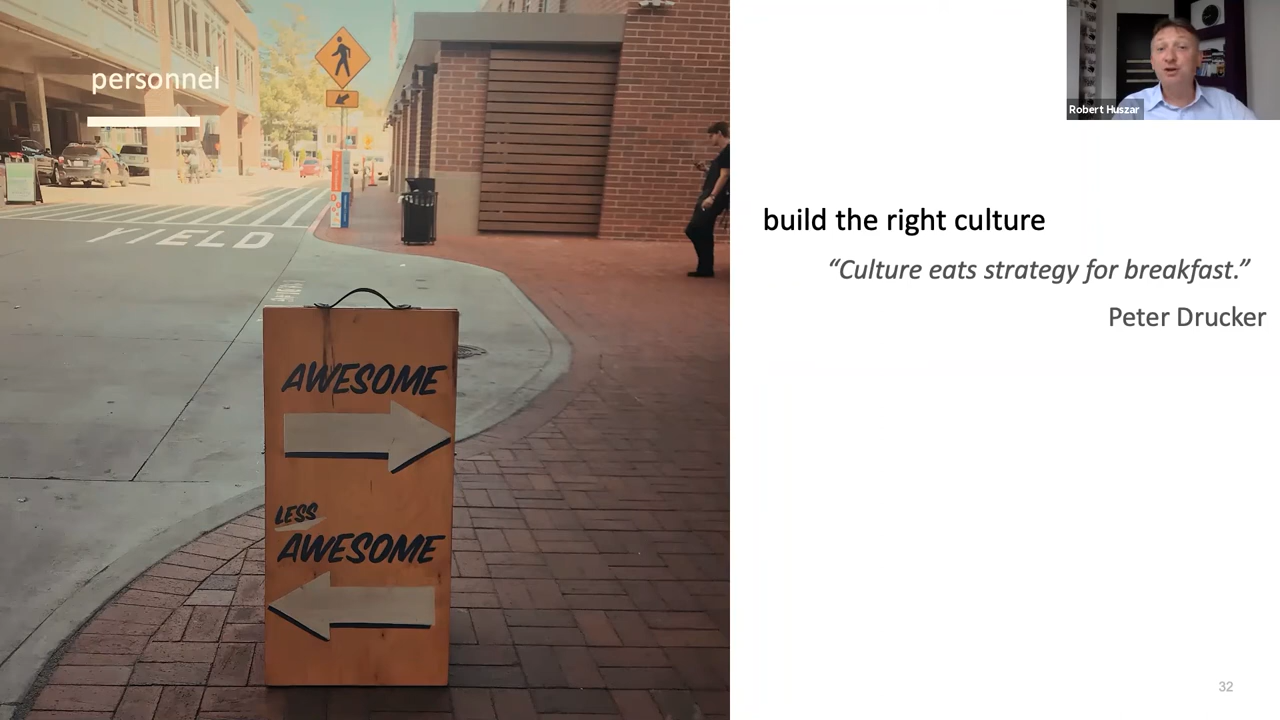 personnel
YIELD
AWESOME
LESS
AWESOME
Robert Huszar
build the right culture
“Culture eats strategy for breakfast.”
Peter Drucker
32